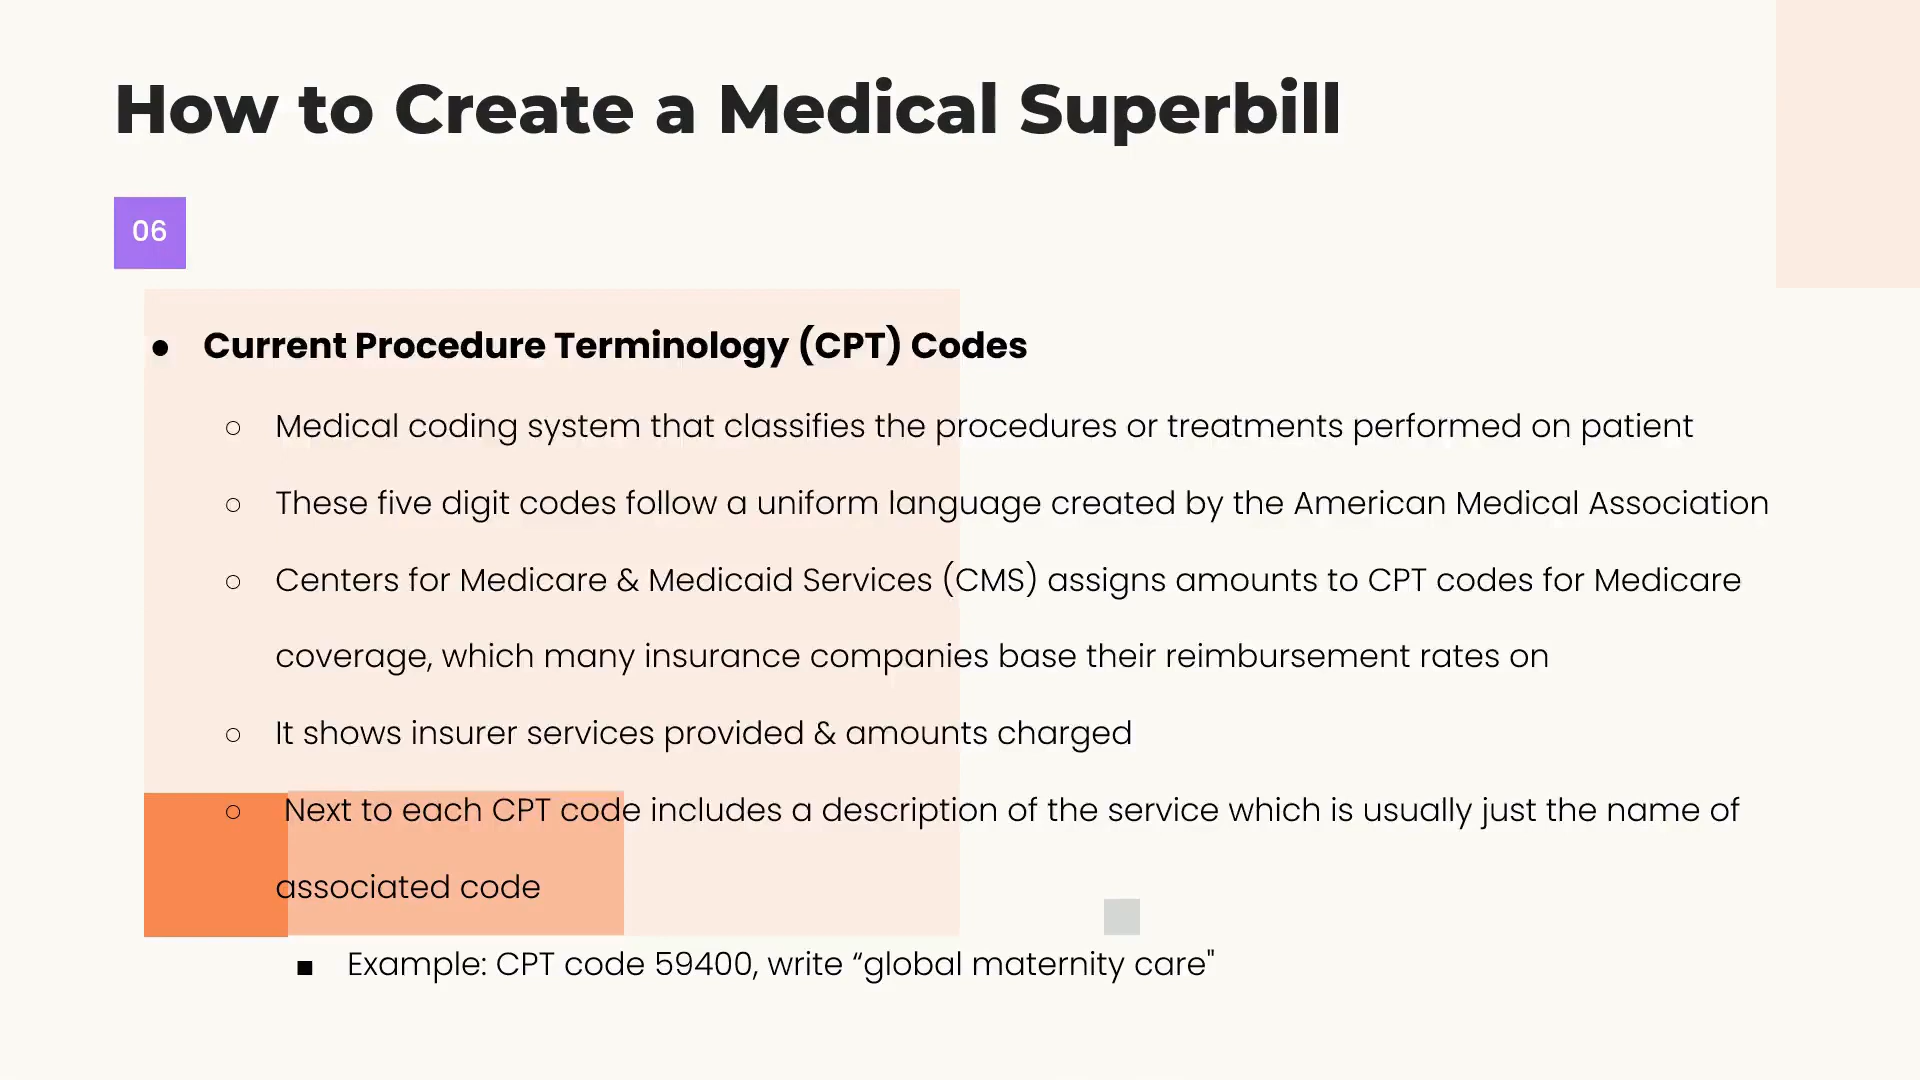 How to Create a Medical Superbill
06
● Current Procedure Terminology (CPT) Codes
○ Medical coding system that classifies the procedures or treatments performed on patient
○ These five digit codes follow a uniform language created by the American Medical Association
○ Centers for Medicare & Medicaid Services (CMS) assigns amounts to CPT codes for Medicare
coverage, which many insurance companies base their reimbursement rates on
○ It shows insurer services provided & amounts charged
○ Next to each CPT code includes a description of the service which is usually just the name of
associated code
■ Example: CPT code 59400, write “global maternity care"